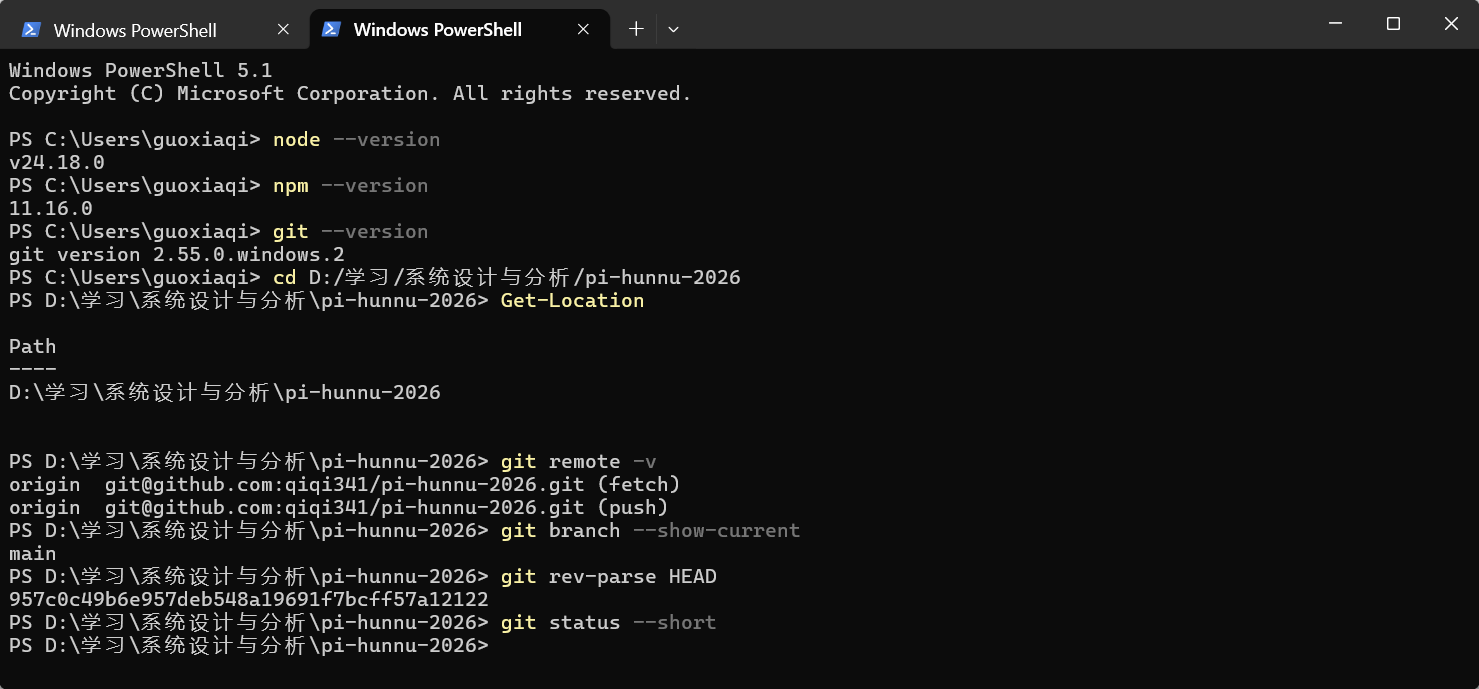 Windows PowerShell
Windows PowerShell
Windows PowerShell 5.1
Copyright (C) Microsoft Corporation. All rights reserved.
PS C:\Users\guoxiaqi> node --version
v24.18.0
PS C:\Users\guoxiaqi> npm --version
11.16.0
PS C:\Users\guoxiaqi> git --version
git version 2.55.0.windows.2
PS C:\Users\guoxiaqi> cd D:/学习/系统设计与分析/pi-hunnu-2026
PS D:\学习\系统设计与分析\pi-hunnu-2026> Get-Location
Path
----
D:\学习\系统设计与分析\pi-hunnu-2026
PS D:\学习\系统设计与分析\pi-hunnu-2026> git remote -v
origin  git@github.com:qiqi341/pi-hunnu-2026.git (fetch)
origin  git@github.com:qiqi341/pi-hunnu-2026.git (push)
PS D:\学习\系统设计与分析\pi-hunnu-2026> git branch --show-current
main
PS D:\学习\系统设计与分析\pi-hunnu-2026> git rev-parse HEAD
957c0c49b6e957deb548a19691f7bcff57a12122
PS D:\学习\系统设计与分析\pi-hunnu-2026> git status --short
PS D:\学习\系统设计与分析\pi-hunnu-2026>